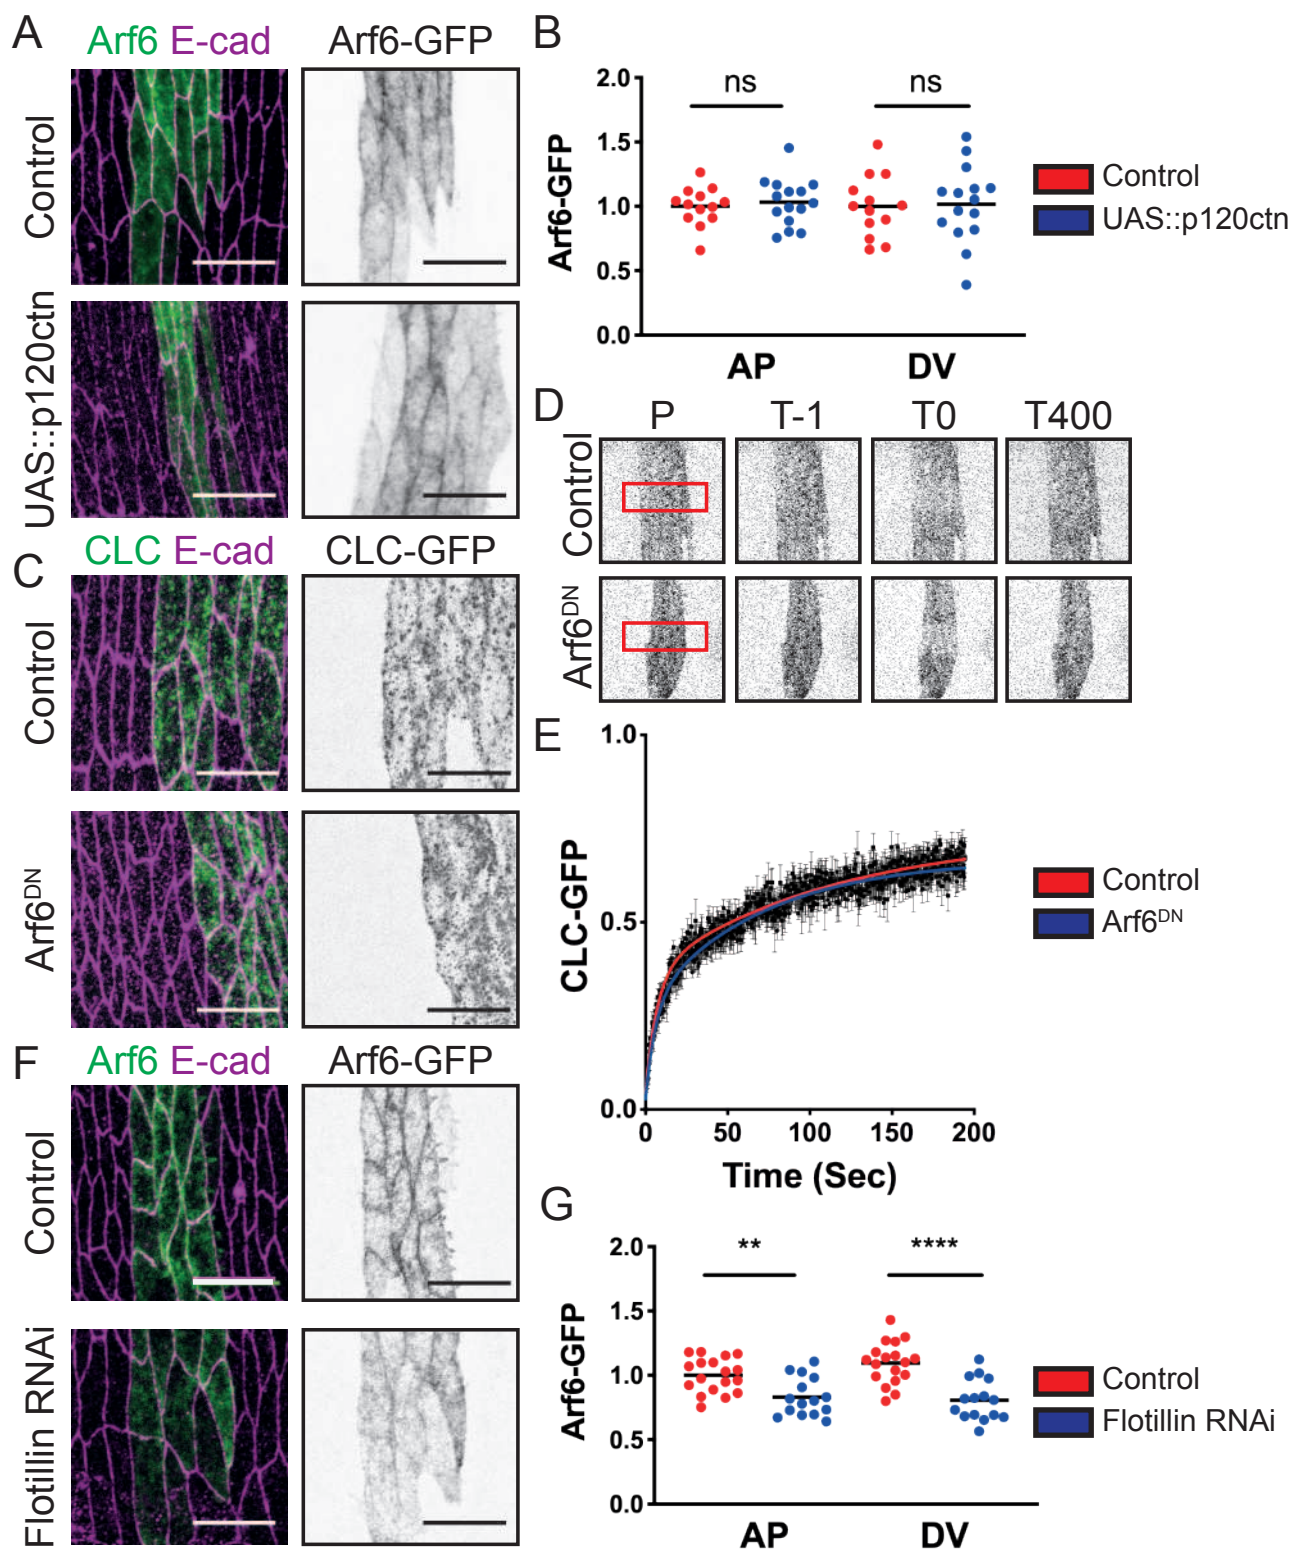 A
Arf6 E-cad
Arf6-GFP
Control
UAS::p120ctn
B
Arf6-GFP
2.0
1.5
1.0
0.5
0.0
ns
ns
AP
DV
Control
UAS::p120ctn
C
CLC E-cad
CLC-GFP
Control
Arf6DN
D
P
T-1
T0
T400
Control
Arf6DN
E
CLC-GFP
1.0
0.5
0.0
0
50
100
150
200
Time (Sec)
Control
Arf6DN
F
Arf6 E-cad
Arf6-GFP
Control
Flotillin RNAi
G
Arf6-GFP
2.0
1.5
1.0
0.5
0.0
**
****
AP
DV
Control
Flotillin RNAi